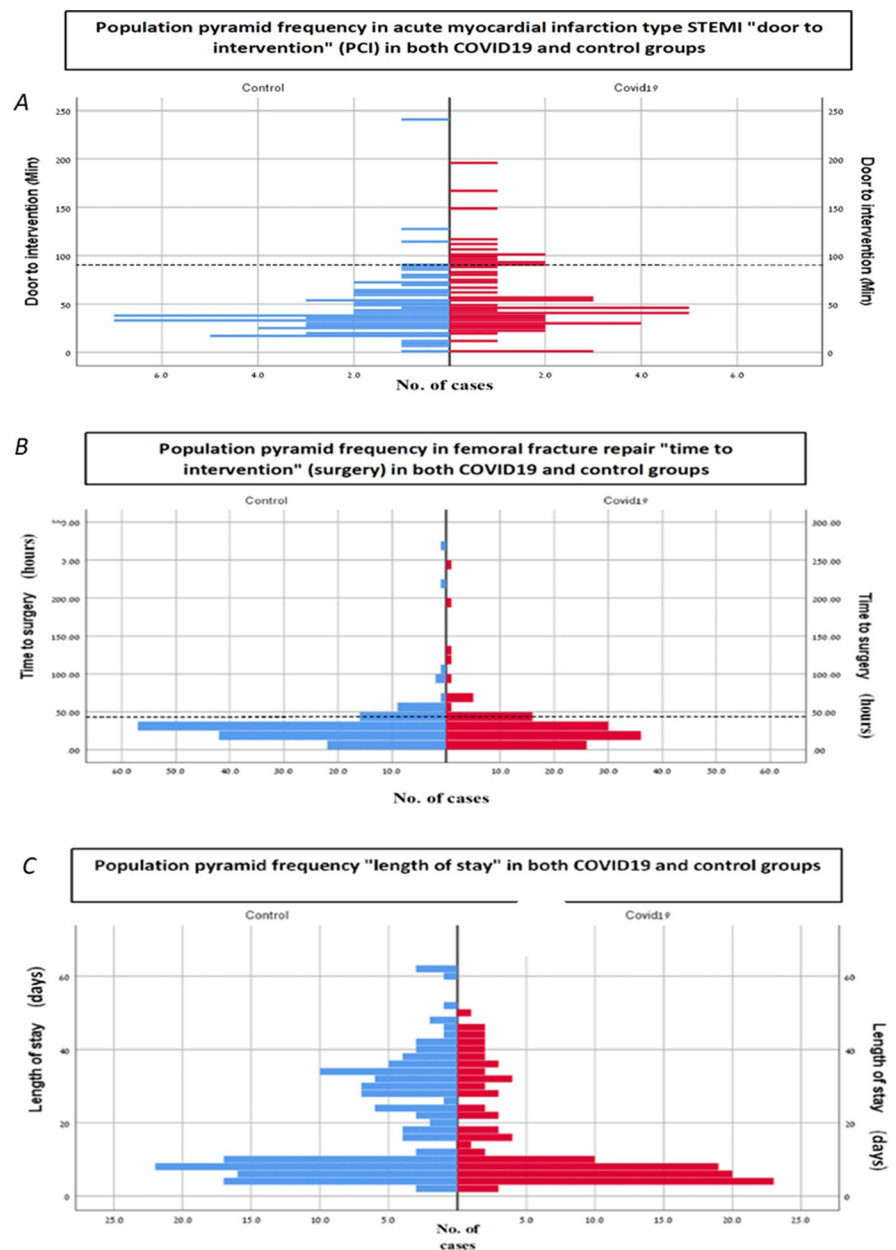 Population pyramid frequency in acute myocardial infarction type STEMI "door to
intervention" (PCI) in both COVID19 and control groups
A
Control Covid19
250 250
200 200
150 150
100 100
50 50
0 0
Door to intervention (Min)
Door to intervention (Min)
6.0 4.0 2.0 2.0 4.0 6.0
No. of cases
B
Population pyramid frequency in femoral fracture repair "time to
intervention" (surgery) in both COVID19 and control groups
Control Covid19
300.00
250.00
200.00 200.00
150.00 150.00
100.00 100.00
50.00 50.00
.00 .00
Time to surgery (hours)
Time to surgery (hours)
60.0 50.0 40.0 30.0 20.0 10.0 10.0 20.0 30.0 40.0 50.0 60.0
No. of cases
C
Population pyramid frequency "length of stay" in both COVID19 and control groups
Control Covid19
60 60
40 40
20 20
0 0
Length of stay (days)
Length of stay (days)
25.0 20.0 15.0 10.0 5.0 5.0 10.0 15.0 20.0 25.0
No. of
cases